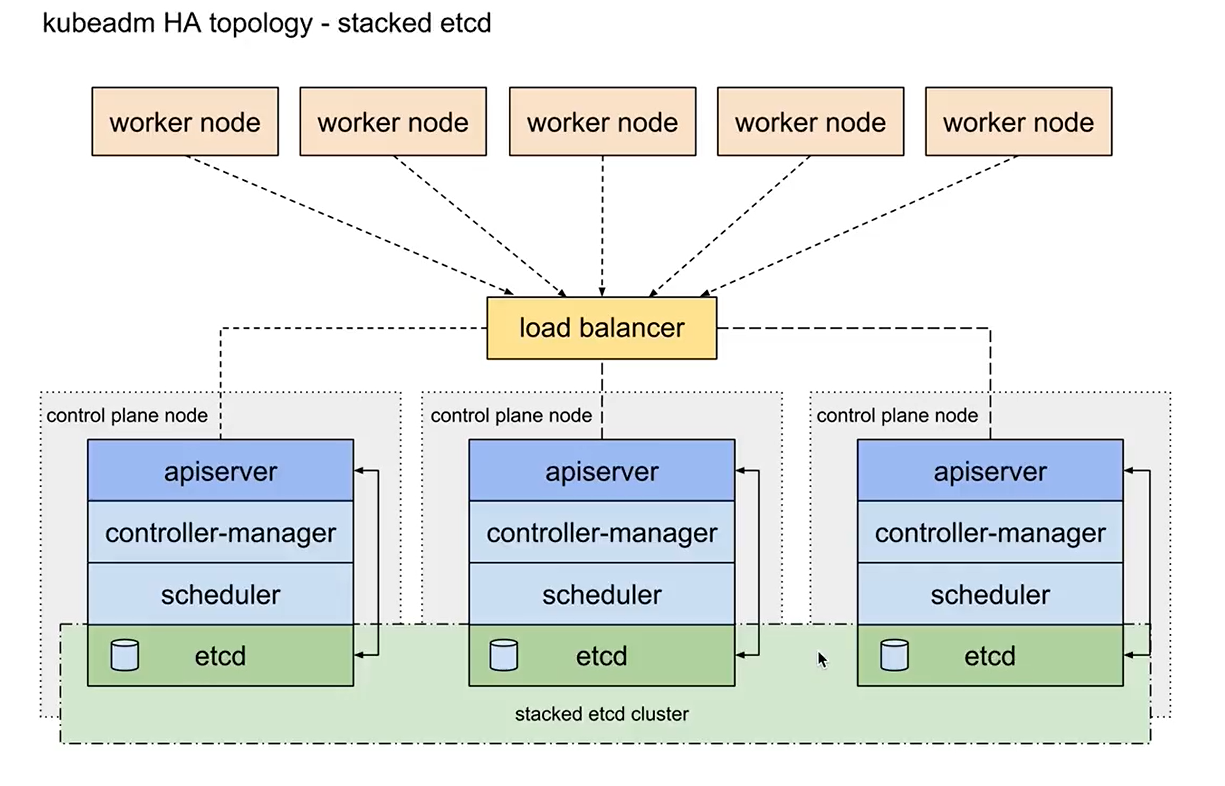 kubeadm HA topology - stacked etcd
worker node
worker node
worker node
worker node
worker node
load balancer
control plane node
control plane node
control plane node
apiserver
apiserver
apiserver
controller-manager
controller-manager
controller-manager
scheduler
scheduler
scheduler
etcd
etcd
etcd
stacked etcd cluster